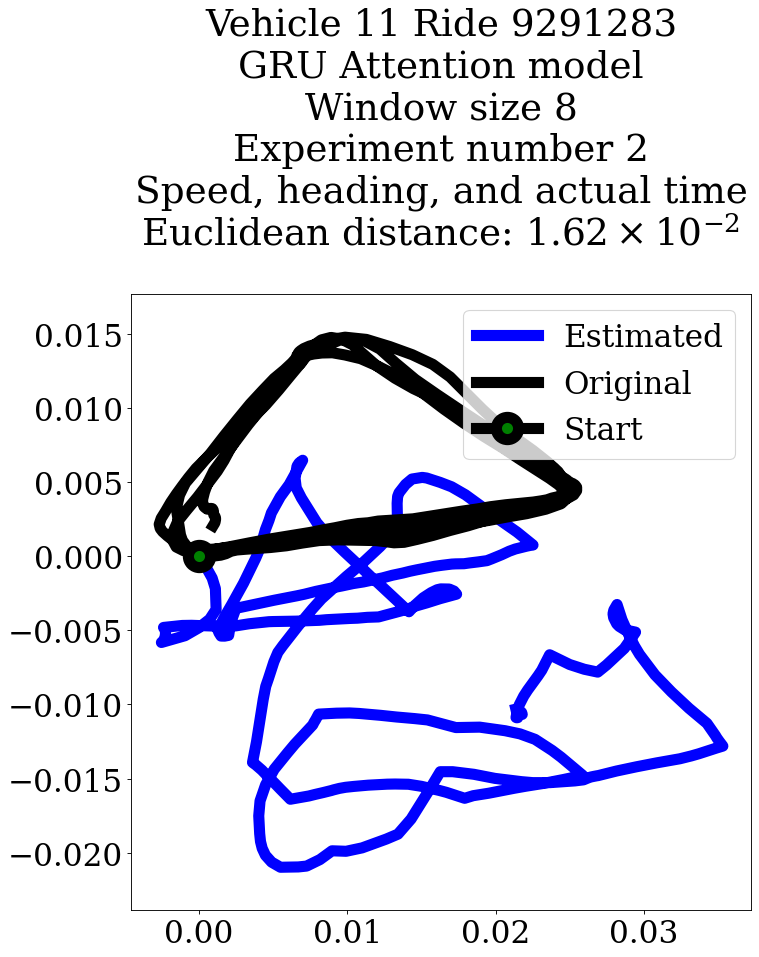 Vehicle 11 Ride 9291283
GRU Attention model
Window size 8
Experiment number 2
Speed, heading, and actual time
Euclidean distance: 1.62 × 10⁻²
Estimated
Original
Start
0.015
0.010
0.005
0.000
−0.005
−0.010
−0.015
−0.020
0.00 0.01 0.02 0.03